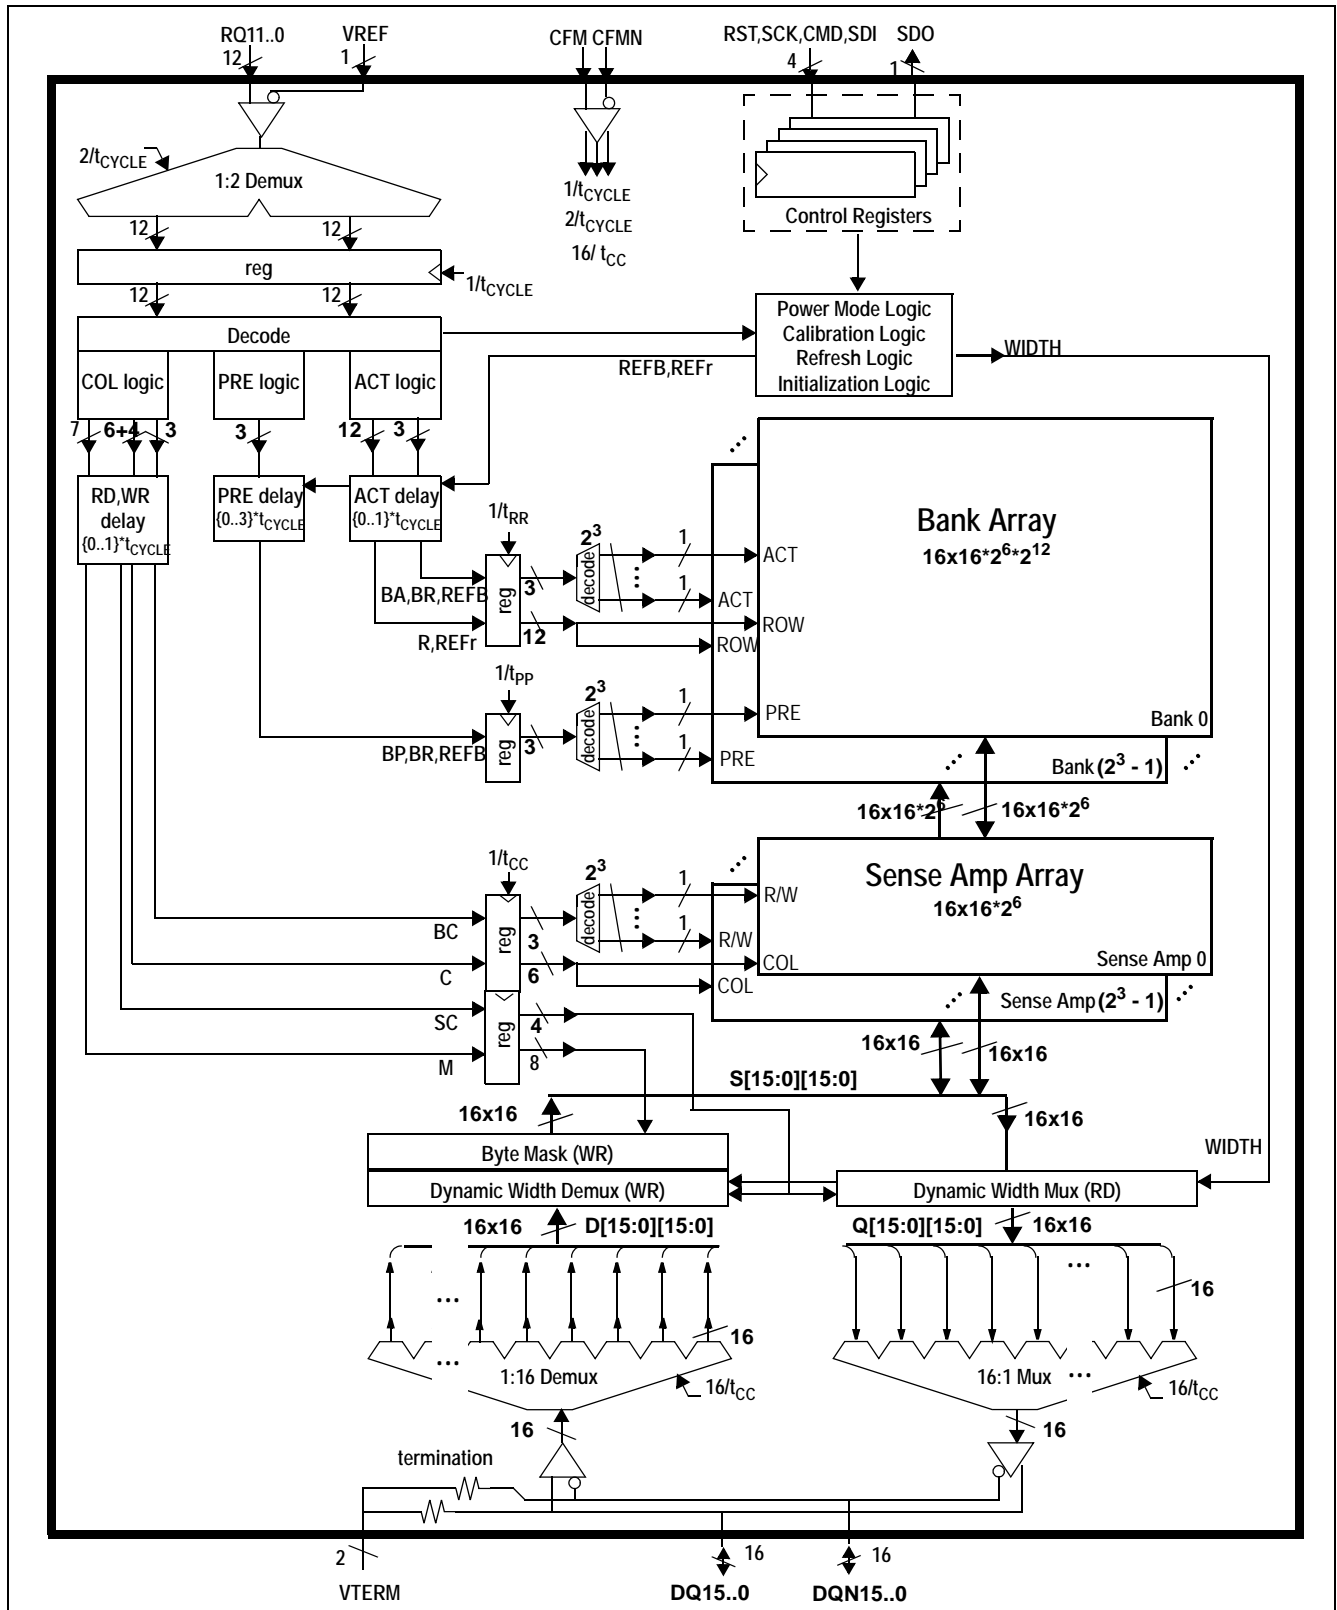 RQ11..0
VREF
CFM CFMN
RST,SCK,CMD,SDI
SDO
12
1
4
1
2/tCYCLE
1:2 Demux
1/tCYCLE
2/tCYCLE
16/ tCC
Control Registers
12
12
reg
1/tCYCLE
12
12
Decode
COL logic
PRE logic
ACT logic
Power Mode Logic
Calibration Logic
Refresh Logic
Initialization Logic
WIDTH
REFB,REFr
7
6+4
3
3
12
3
RD,WR
delay
{0..1}*tCYCLE
PRE delay
{0..3}*tCYCLE
ACT delay
{0..1}*tCYCLE
1/tRR
reg
BA,BR,REFB
R,REFr
3
12
decode
2^3
1
1
ACT
ACT
ROW
ROW
Bank Array
16x16*2^6*2^12
1/tPP
reg
BP,BR,REFB
3
decode
2^3
1
1
PRE
PRE
Bank 0
Bank (2^3 - 1)
16x16*2^6
16x16*2^6
1/tCC
reg
BC
C
3
6
decode
2^3
1
1
R/W
R/W
COL
COL
Sense Amp Array
16x16*2^6
Sense Amp 0
Sense Amp (2^3 - 1)
SC
M
reg
4
8
16x16
16x16
S[15:0][15:0]
16x16
16x16
WIDTH
Byte Mask (WR)
Dynamic Width Demux (WR)
Dynamic Width Mux (RD)
16x16
D[15:0][15:0]
Q[15:0][15:0]
16x16
...
...
16
16
...
1:16 Demux
16/tCC
16:1 Mux
...
16/tCC
16
16
termination
2
16
16
VTERM
DQ15..0
DQN15..0